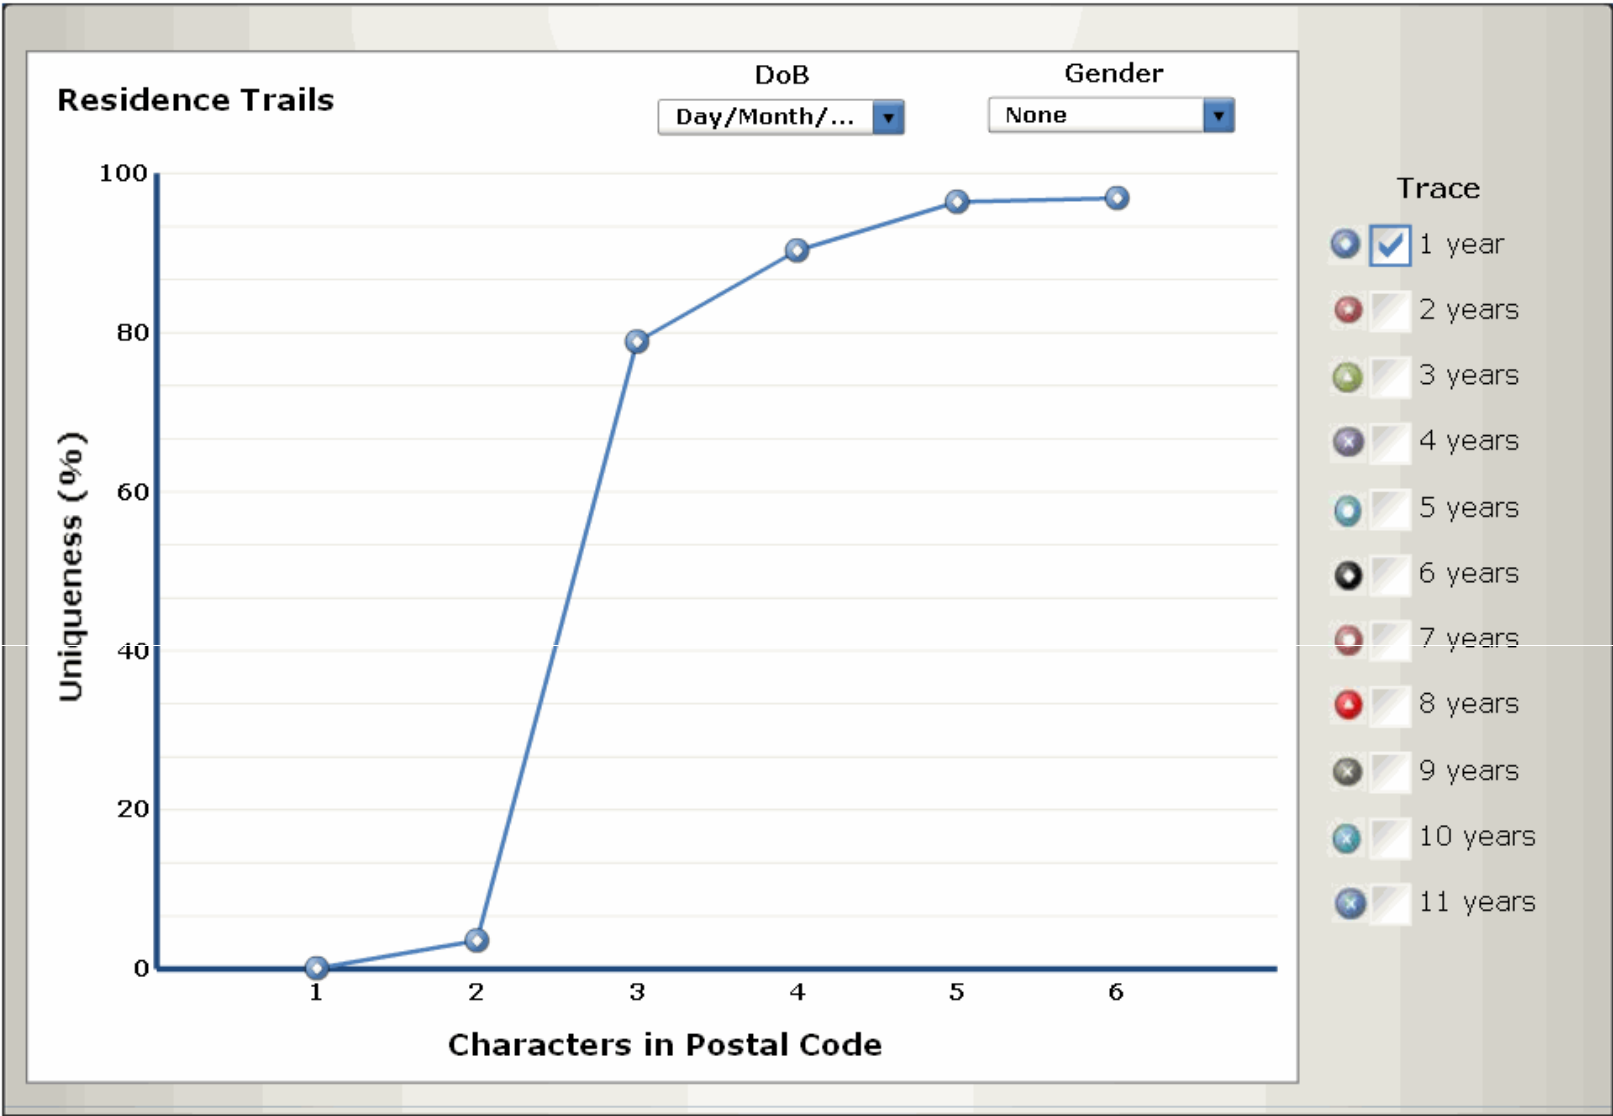 Residence Trails
DoB
Gender
Day/Month/...
None
100
80
60
40
20
0
Uniqueness (%)
1 2 3 4 5 6
Characters in Postal Code
Trace
1 year
2 years
3 years
4 years
5 years
6 years
7 years
8 years
9 years
10 years
11 years